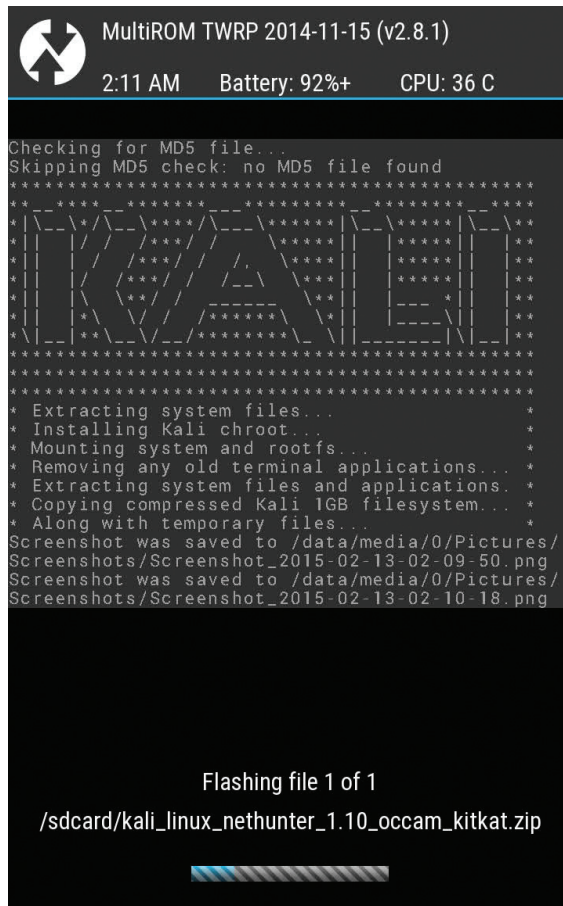 MultiROM TWRP 2014-11-15 (v2.8.1)
2:11 AM Battery: 92%+ CPU: 36 C
Checking for MD5 file...
Skipping MD5 check: no MD5 file found
KALI
* Extracting system files... *
* Installing Kali chroot... *
* Mounting system and rootfs... *
* Removing any old terminal applications... *
* Extracting system files and applications. *
* Copying compressed Kali 1GB filesystem... *
* Along with temporary files... *
Screenshot was saved to /data/media/0/Pictures/
Screenshots/Screenshot_2015-02-13-02-09-50.png
Screenshot was saved to /data/media/0/Pictures/
Screenshots/Screenshot_2015-02-13-02-10-18.png
Flashing file 1 of 1
/sdcard/kali_linux_nethunter_1.10_occam_kitkat.zip